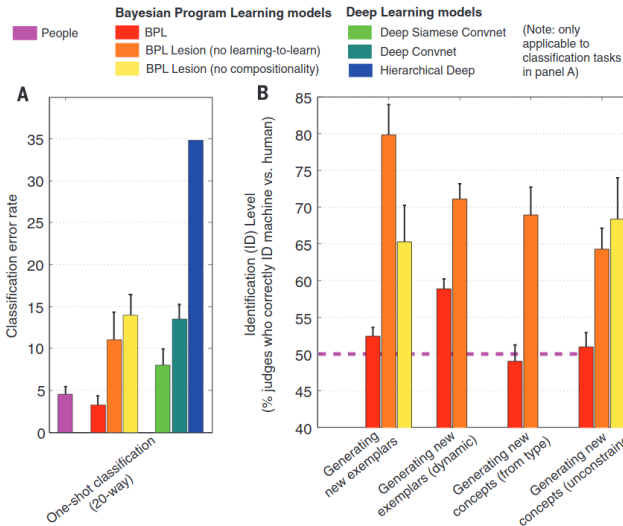 People
Bayesian Program Learning models
BPL
BPL Lesion (no learning-to-learn)
BPL Lesion (no compositionality)
Deep Learning models
Deep Siamese Convnet
Deep Convnet
Hierarchical Deep
(Note: only
applicable to
classification tasks
in panel A)
A
Classification error rate
35
30
25
20
15
10
5
0
One-shot classification
(20-way)
B
Identification (ID) Level
(% judges who correctly ID machine vs. human)
85
80
75
70
65
60
55
50
45
40
Generating
new exemplars
Generating new
exemplars (dynamic)
Generating new
concepts (from type)
Generating new
concepts (unconstrain